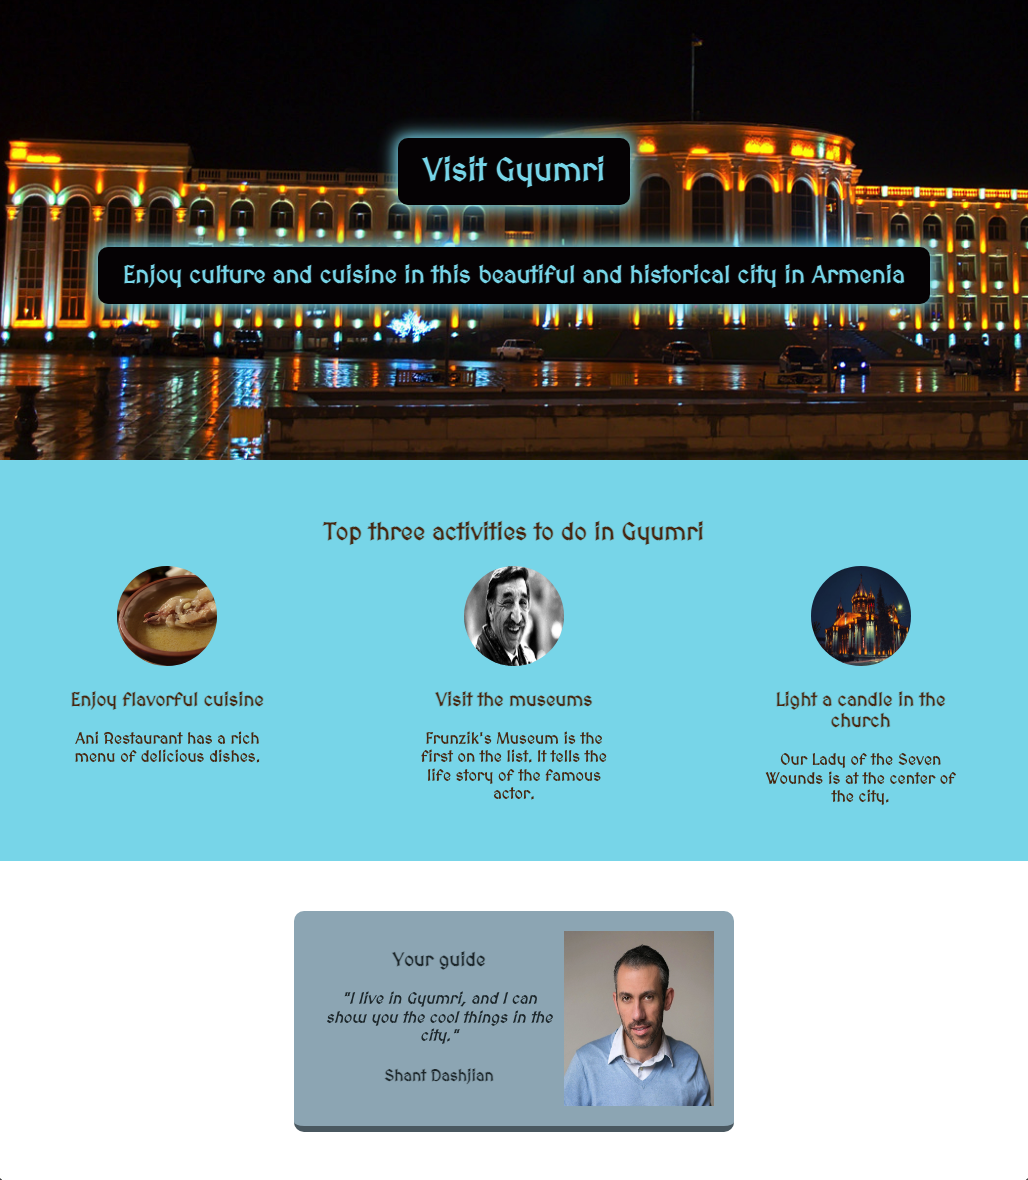 Visit Gyumri
Enjoy culture and cuisine in this beautiful and historical city in Armenia
Top three activities to do in Gyumri
Enjoy flavorful cuisine
Ani Restaurant has a rich
menu of delicious dishes.
Visit the museums
Frunzik's Museum is the
first on the list. It tells the
life story of the famous
actor.
Light a candle in the
church
Our Lady of the Seven
Wounds is at the center of
the city.
Your guide
"I live in Gyumri, and I can
show you the cool things in the
city."
Shant Dashjian